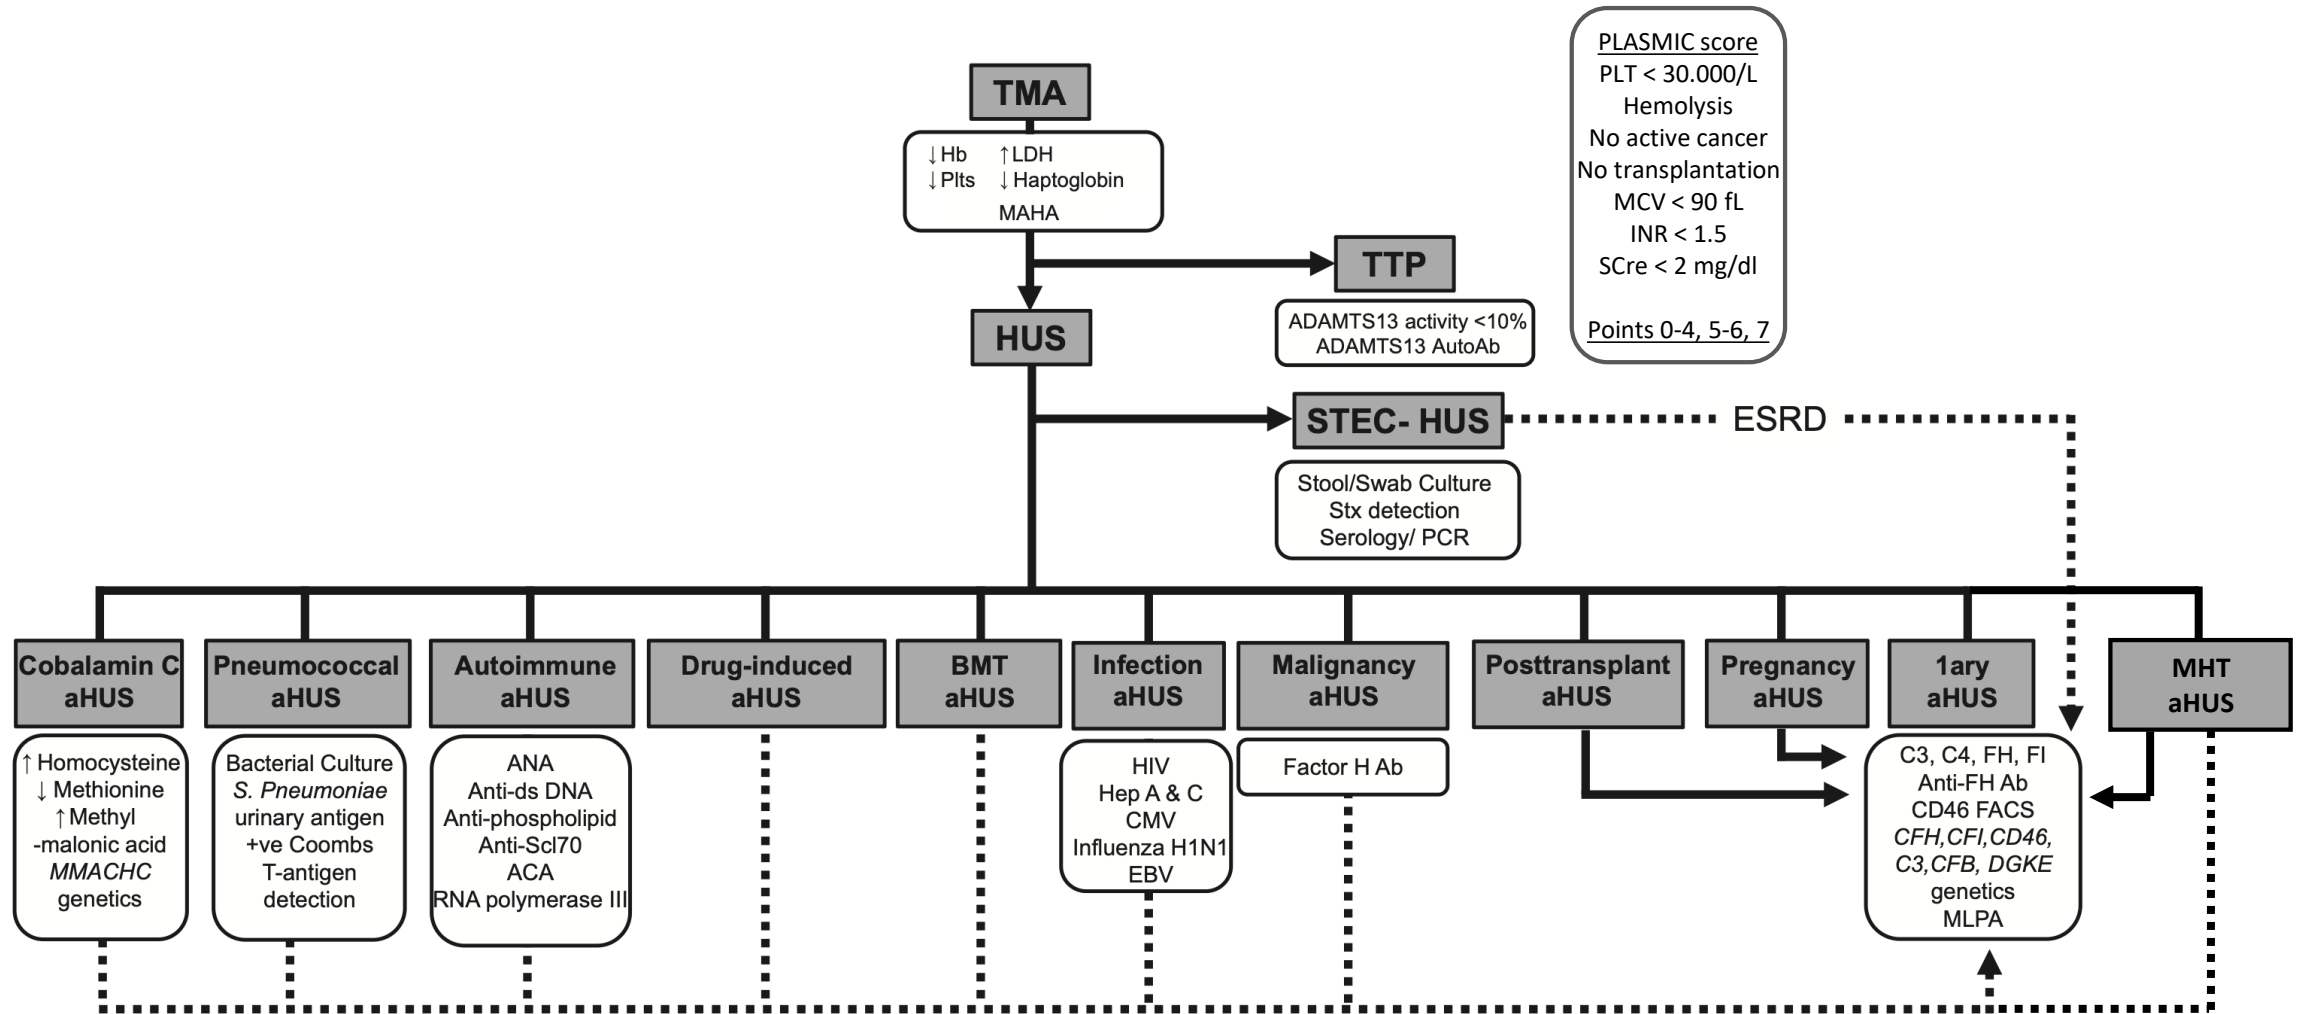 PLASMIC score
PLT < 30.000/L
Hemolysis
No active cancer
No transplantation
MCV < 90 fL
INR < 1.5
SCre < 2 mg/dl
Points 0-4, 5-6, 7
TMA
↓Hb ↑LDH
↓Plts ↓Haptoglobin
MAHA
TTP
ADAMTS13 activity <10%
ADAMTS13 AutoAb
HUS
STEC- HUS
ESRD
Stool/Swab Culture
Stx detection
Serology/ PCR
Cobalamin C
aHUS
↑Homocysteine
↓Methionine
↑Methyl
-malonic acid
MMACHC
genetics
Pneumococcal
aHUS
Bacterial Culture
S. Pneumoniae
urinary antigen
+ve Coombs
T-antigen
detection
Autoimmune
aHUS
ANA
Anti-ds DNA
Anti-phospholipid
Anti-Scl70
ACA
RNA polymerase III
Drug-induced
aHUS
BMT
aHUS
Infection
aHUS
HIV
Hep A & C
CMV
Influenza H1N1
EBV
Malignancy
aHUS
Factor H Ab
Posttransplant
aHUS
Pregnancy
aHUS
1ary
aHUS
C3, C4, FH, FI
Anti-FH Ab
CD46 FACS
CFH,CFI,CD46,
C3,CFB, DGKE
genetics
MLPA
MHT
aHUS